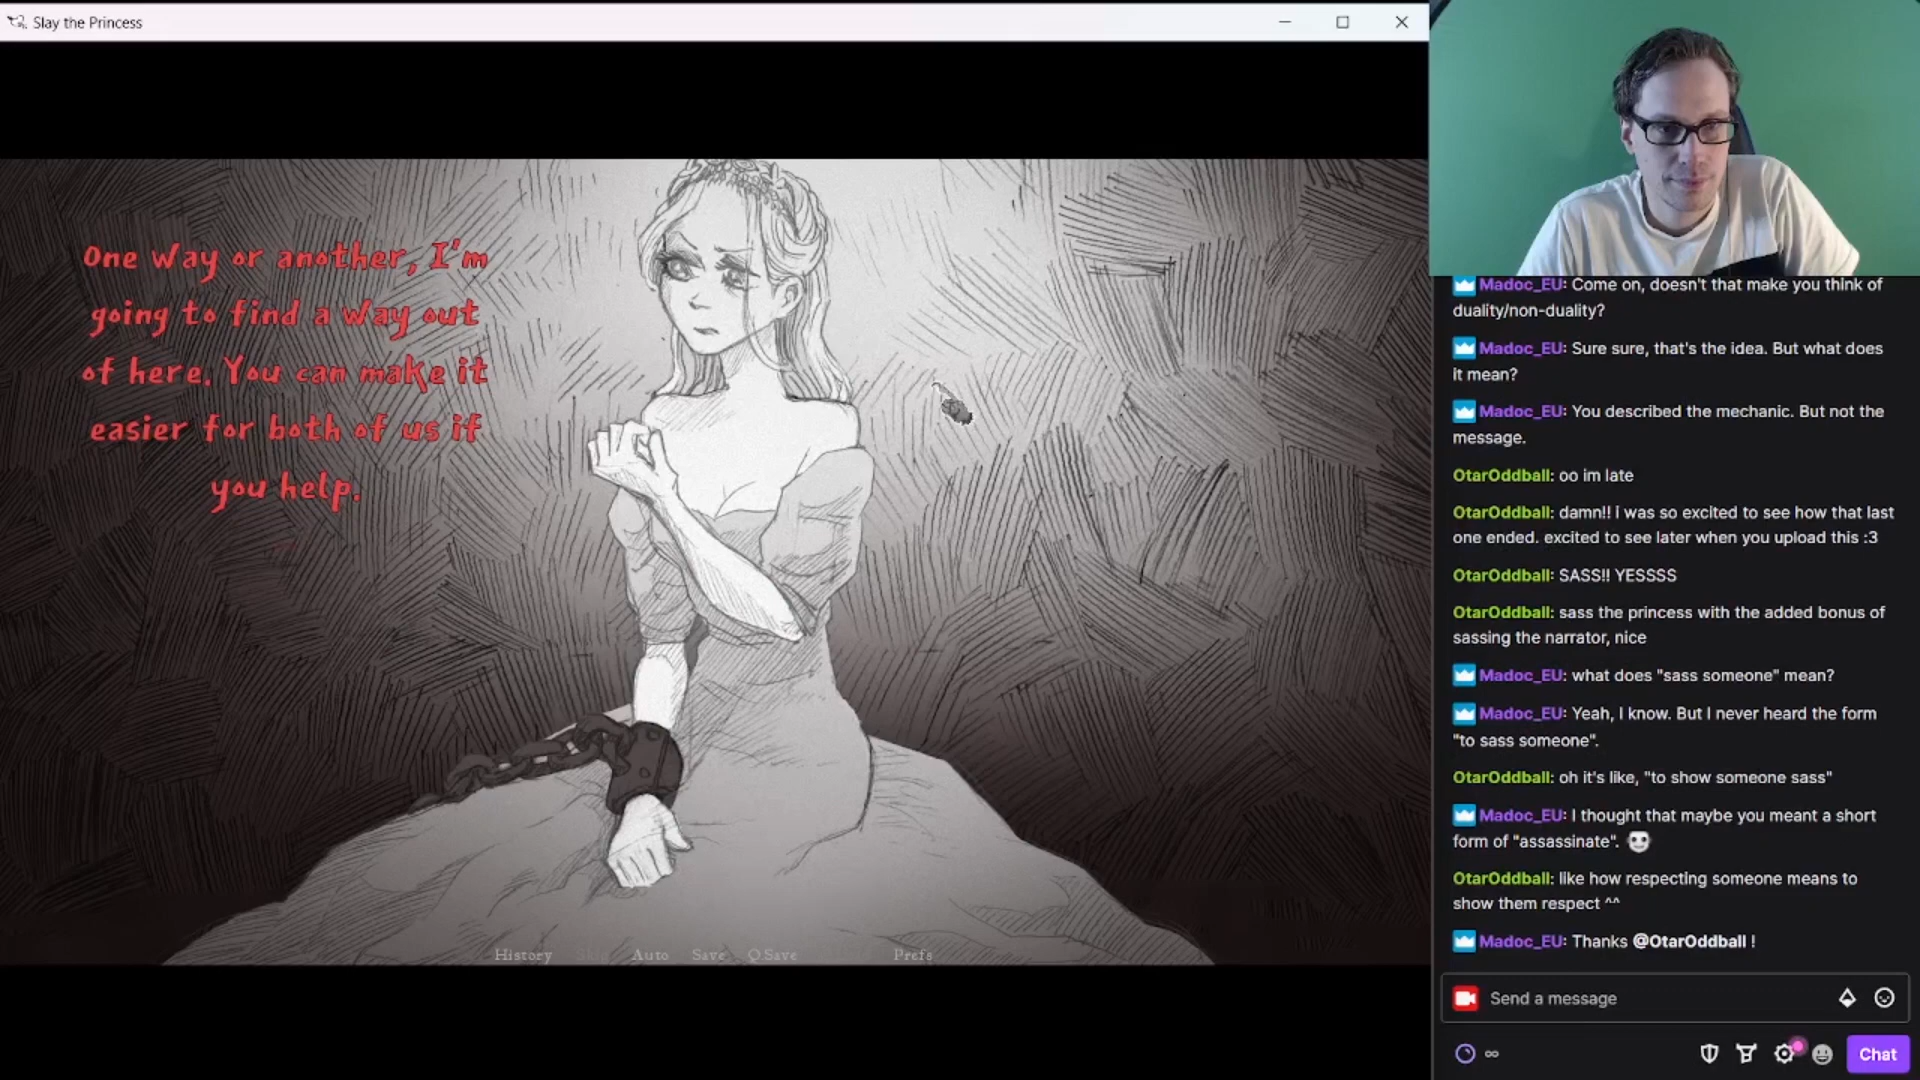 Slay the Princess
One way or another, I'm
going to find a way out
of here. You can make it
easier for both of us if
you help.
History Skip Auto Save Q.Save Prefs
Madoc_EU: Come on, doesn't that make you think of
duality/non-duality?
Madoc_EU: Sure sure, that's the idea. But what does
it mean?
Madoc_EU: You described the mechanic. But not the
message.
OtarOddball: oo im late
OtarOddball: damn!! i was so excited to see how that last
one ended. excited to see later when you upload this :3
OtarOddball: SASS!! YESSSS
OtarOddball: sass the princess with the added bonus of
sassing the narrator, nice
Madoc_EU: what does "sass someone" mean?
Madoc_EU: Yeah, I know. But I never heard the form
"to sass someone".
OtarOddball: oh it's like, "to show someone sass"
Madoc_EU: I thought that maybe you meant a short
form of "assassinate".
OtarOddball: like how respecting someone means to
show them respect ^^
Madoc_EU: Thanks @OtarOddball !
Send a message
∞
Chat